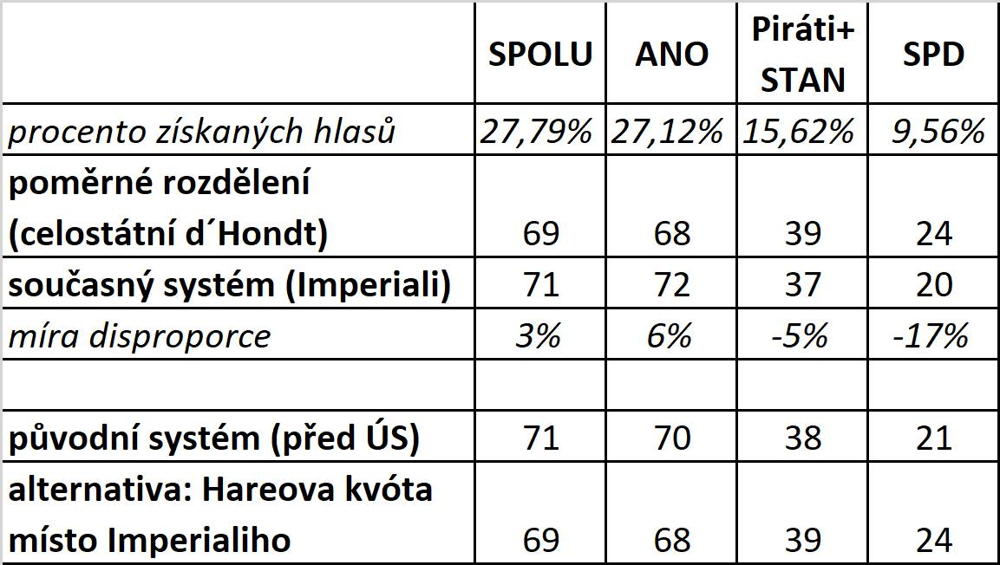 SPOLU ANO Piráti+ STAN SPD
procento získaných hlasů 27,79% 27,12% 15,62% 9,56%
poměrné rozdělení
(celostátní d´Hondt) 69 68 39 24
současný systém (Imperiali) 71 72 37 20
míra disproporce 3% 6% -5% -17%
původní systém (před ÚS) 71 70 38 21
alternativa: Hareova kvóta
místo Imperialiho 69 68 39 24